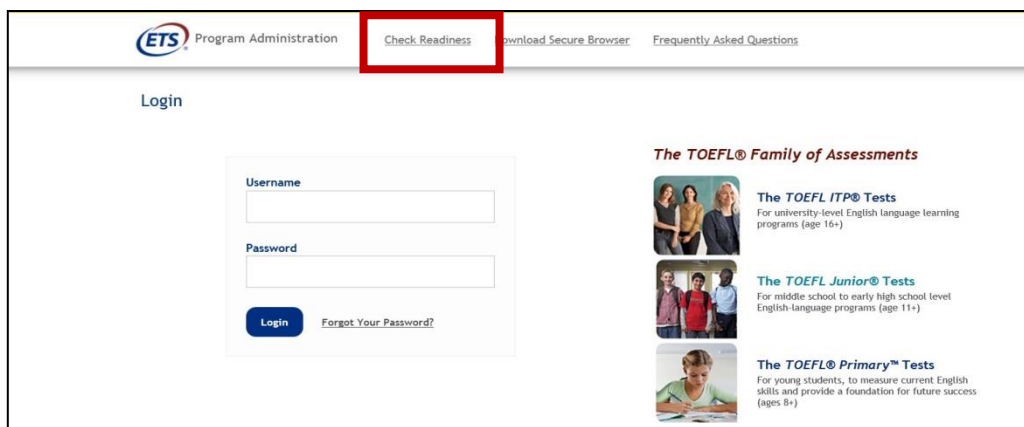 ETS® Program Administration Check Readiness Download Secure Browser Frequently Asked Questions
Login
The TOEFL® Family of Assessments
Username
The TOEFL ITP® Tests
For university-level English language learning
programs (age 16+)
Password
The TOEFL Junior® Tests
For middle school to early high school level
English-language programs (age 11+)
Login Forgot Your Password?
The TOEFL® Primary™ Tests
For young students, to measure current English
skills and provide a foundation for future success
(ages 8+)